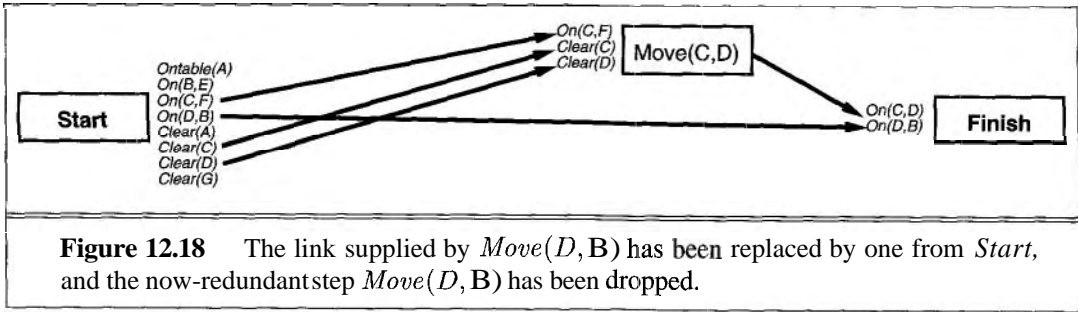 Start
Ontable(A)
On(B,E)
On(C,F)
On(D,B)
Clear(A)
Clear(C)
Clear(D)
Clear(G)
On(C,F)
Clear(C)
Clear(D)
Move(C,D)
On(C,D)
On(D,B)
Finish
Figure 12.18 The link supplied by Move(D, B) has been replaced by one from Start,
and the now-redundant step Move(D, B) has been dropped.